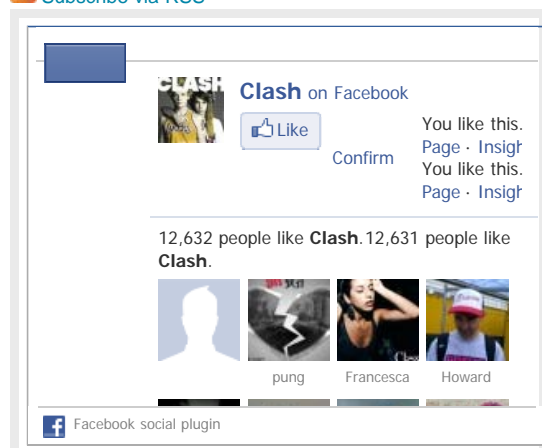 Subscribe via RSS
CLASH
Clash on Facebook
Like
Confirm
You like this.
Page · Insigh
You like this.
Page · Insigh
12,632 people like Clash.12,631 people like
Clash.
pung Francesca Howard
Facebook social plugin